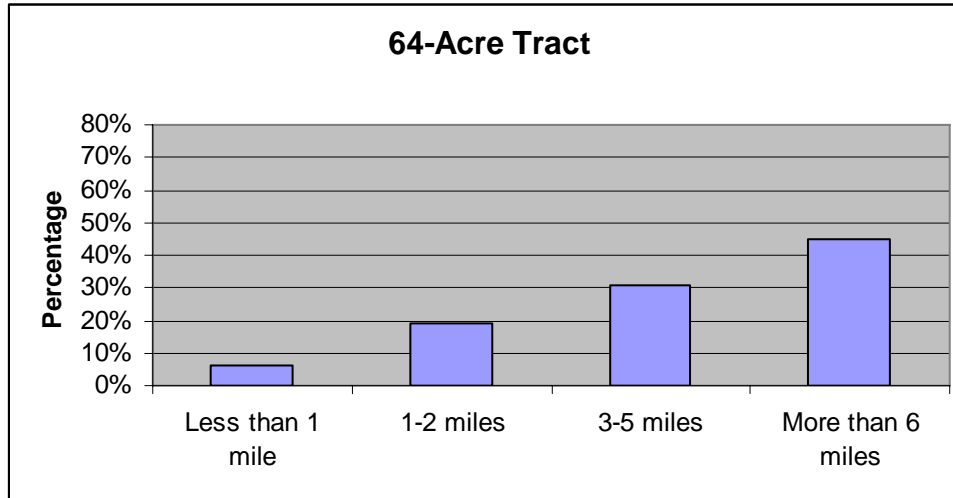 64-Acre Tract
Percentage
80%
70%
60%
50%
40%
30%
20%
10%
0%
Less than 1
mile
1-2 miles
3-5 miles
More than 6
miles